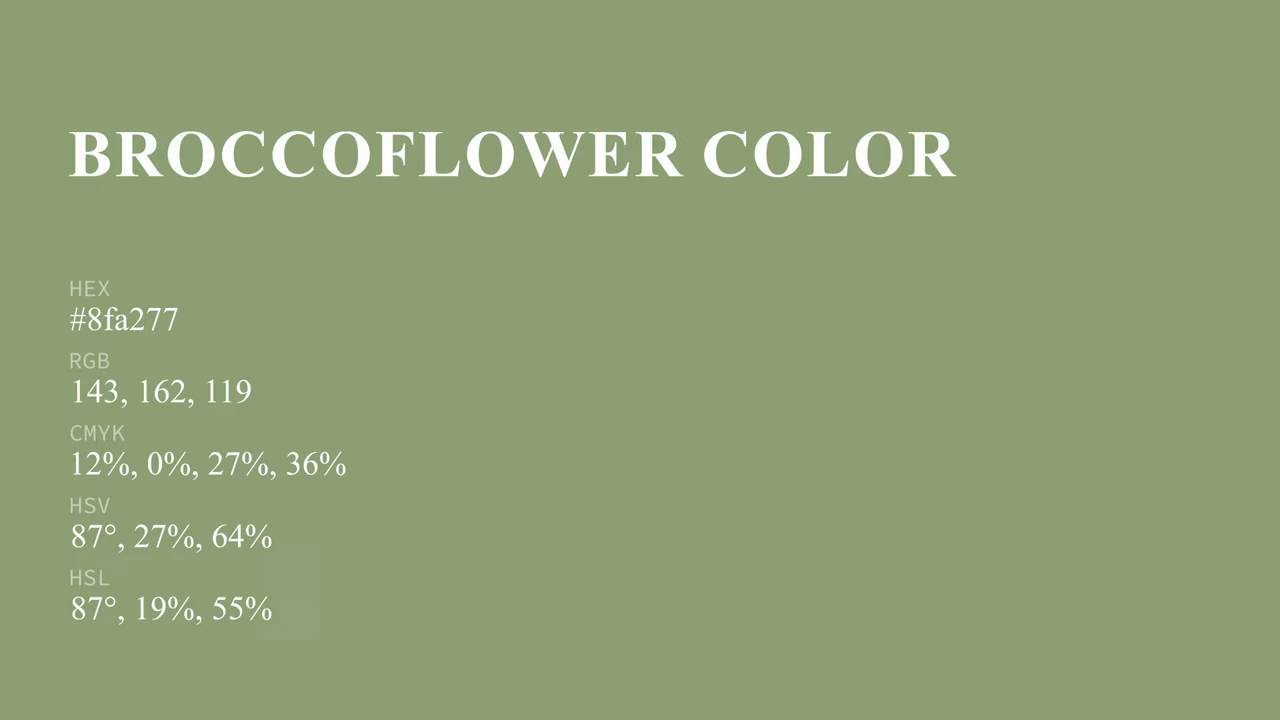 BROCCOFLOWER COLOR
HEX
#8fa277
RGB
143, 162, 119
CMYK
12%, 0%, 27%, 36%
HSV
87°, 27%, 64%
HSL
87°, 19%, 55%